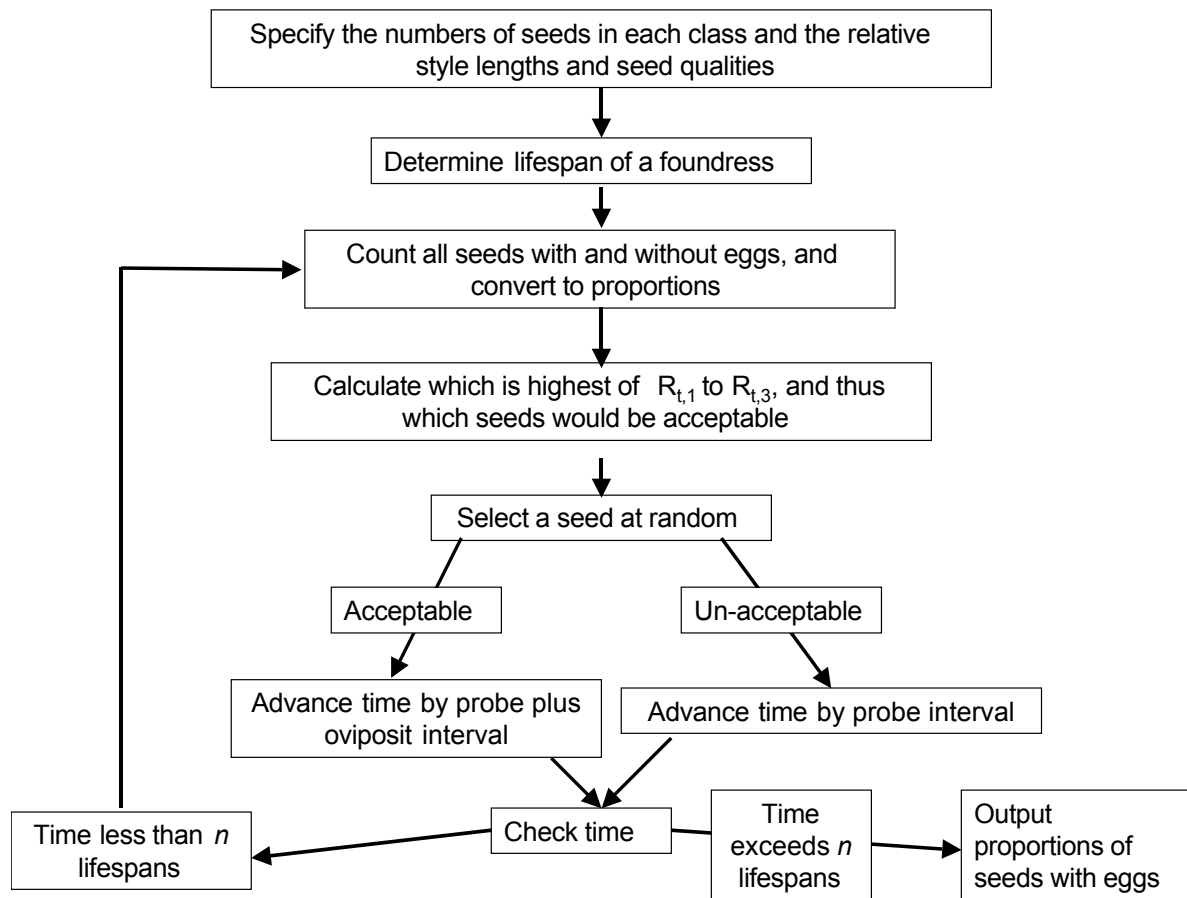 Specify the numbers of seeds in each class and the relative
style lengths and seed qualities
Determine lifespan of a foundress
Count all seeds with and without eggs, and
convert to proportions
Calculate which is highest of R_{t,1} to R_{t,3}, and thus
which seeds would be acceptable
Select a seed at random
Acceptable
Un-acceptable
Advance time by probe plus
oviposit interval
Advance time by probe interval
Time less than n
lifespans
Check time
Time
exceeds n
lifespans
Output
proportions of
seeds with eggs